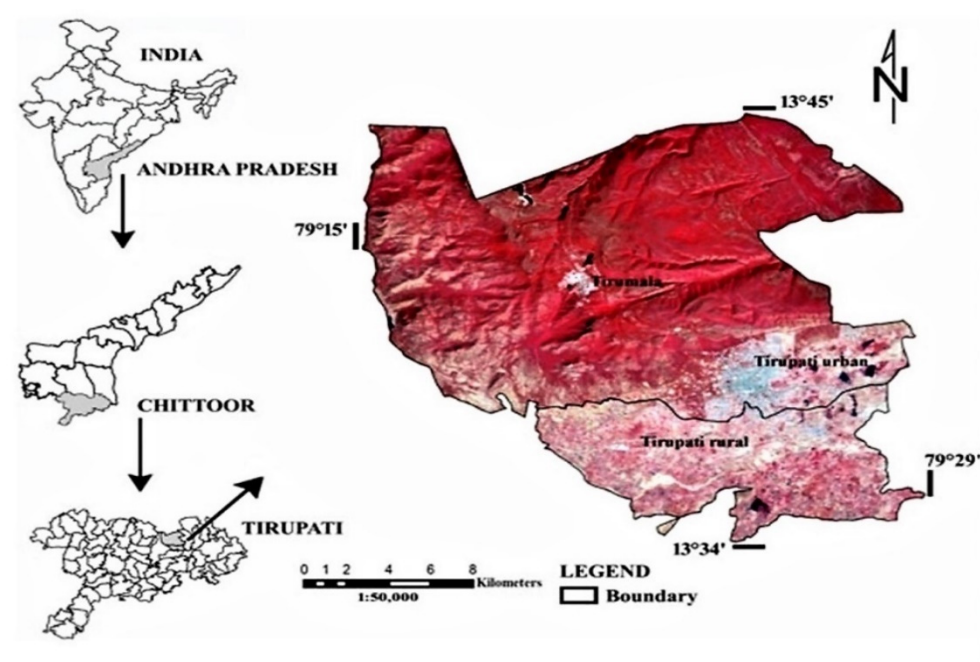 INDIA
ANDHRA PRADESH
CHITTOOR
TIRUPATI
13°45'
N
79°15'
Tirumala
Tirupati urban
Tirupati rural
79°29'
13°34'
0 1 2 4 6 8
Kilometers
1:50,000
LEGEND
Boundary